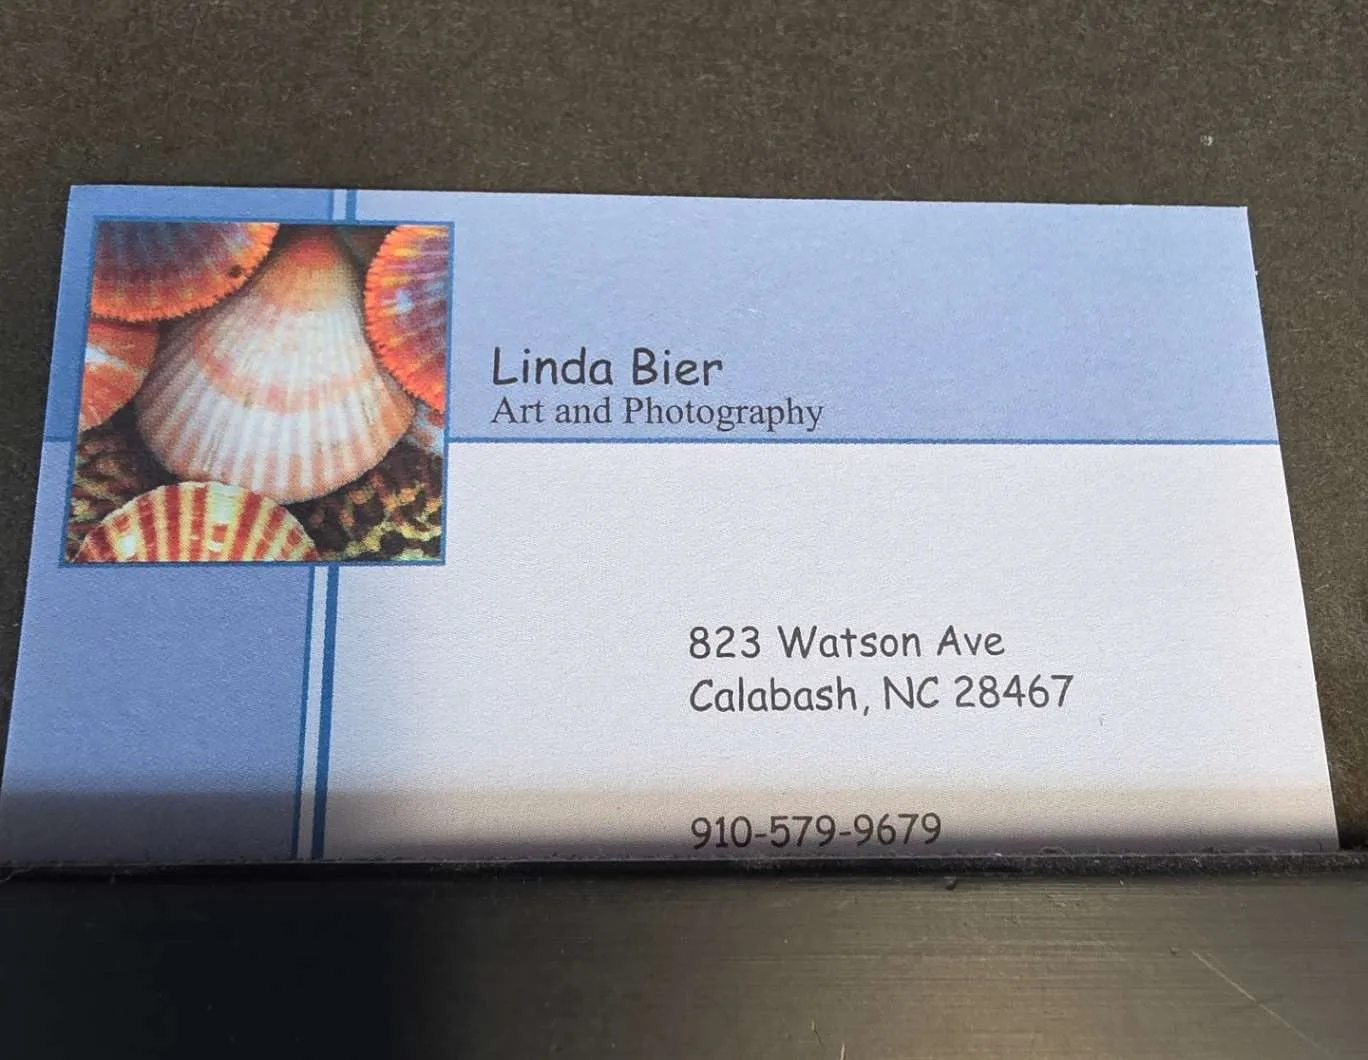 Linda Bier
Art and Photography
823 Watson Ave
Calabash, NC 28467
910-579-9679